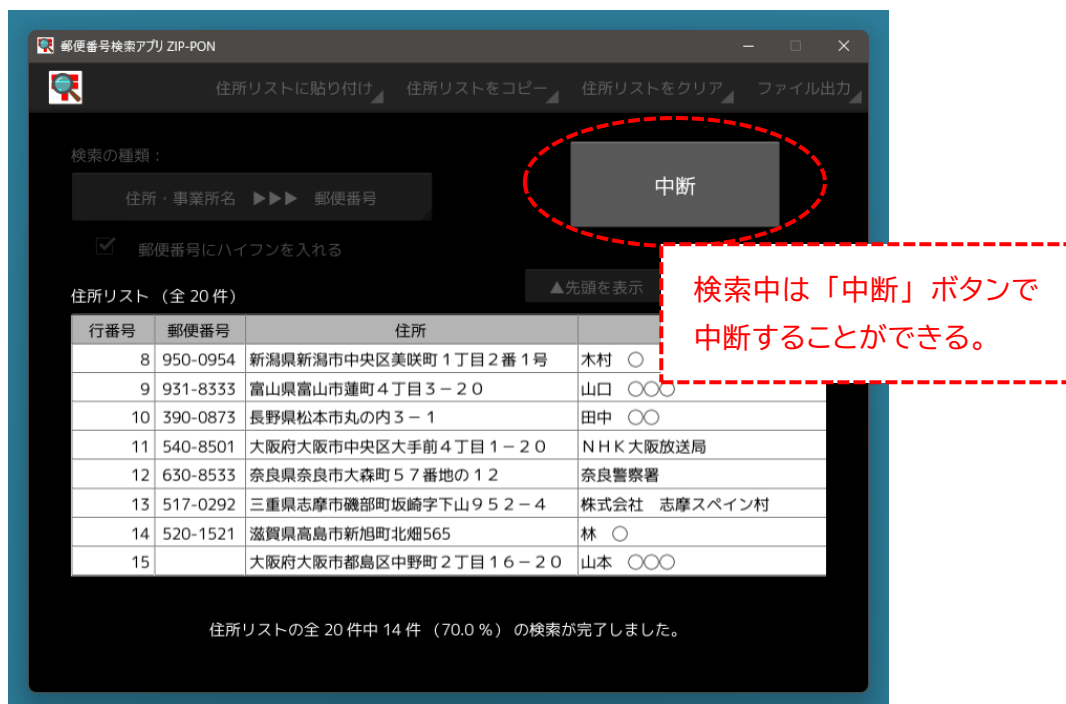 郵便番号検索アプリ ZIP-PON
住所リストに貼り付け 住所リストをコピー 住所リストをクリア ファイル出力
検索の種類：
住所・事業所名 ▶▶▶ 郵便番号
中断
郵便番号にハイフンを入れる
検索中は「中断」ボタンで
中断することができる。
住所リスト （全 20 件）
▲先頭を表示
行番号 郵便番号 住所
8 950-0954 新潟県新潟市中央区美咲町１丁目２番１号 木村 ○
9 931-8333 富山県富山市蓮町４丁目３－２０ 山口 ○○○
10 390-0873 長野県松本市丸の内３－１ 田中 ○○
11 540-8501 大阪府大阪市中央区大手前４丁目１－２０ ＮＨＫ大阪放送局
12 630-8533 奈良県奈良市大森町５７番地の１２ 奈良警察署
13 517-0292 三重県志摩市磯部町坂崎字下山９５２－４ 株式会社 志摩スペイン村
14 520-1521 滋賀県高島市新旭町北畑565 林 ○
15 大阪府大阪市都島区中野町２丁目１６－２０ 山本 ○○○
住所リストの全 20 件中 14 件 （70.0 %） の検索が完了しました。